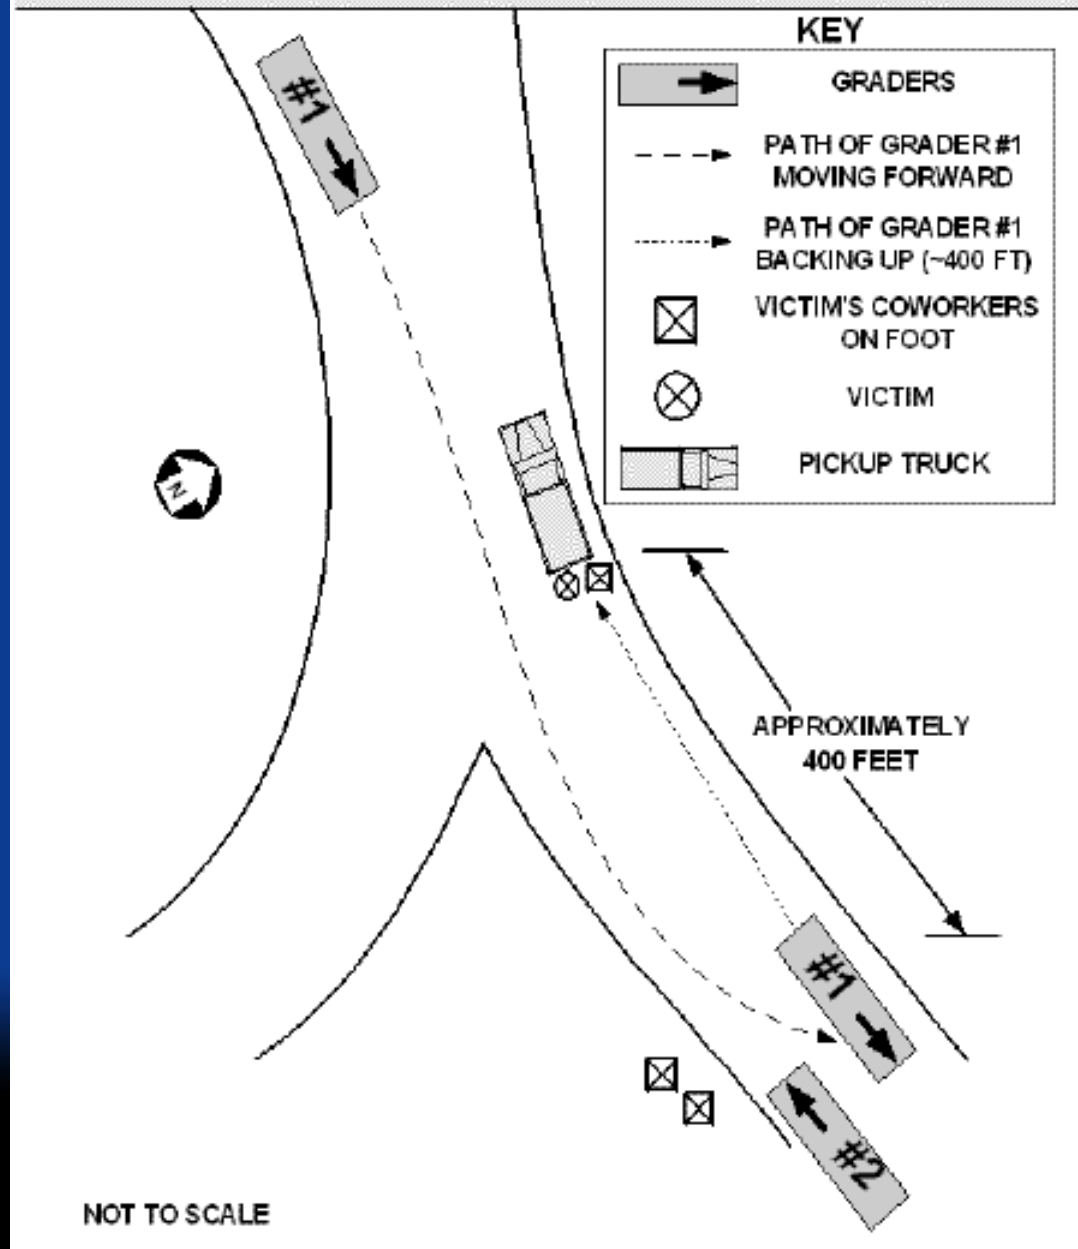 KEY
GRADERS
PATH OF GRADER #1
MOVING FORWARD
PATH OF GRADER #1
BACKING UP (~400 FT)
VICTIM'S COWORKERS
ON FOOT
VICTIM
PICKUP TRUCK
#1
N
APPROXIMATELY
400 FEET
#1
#2
NOT TO SCALE